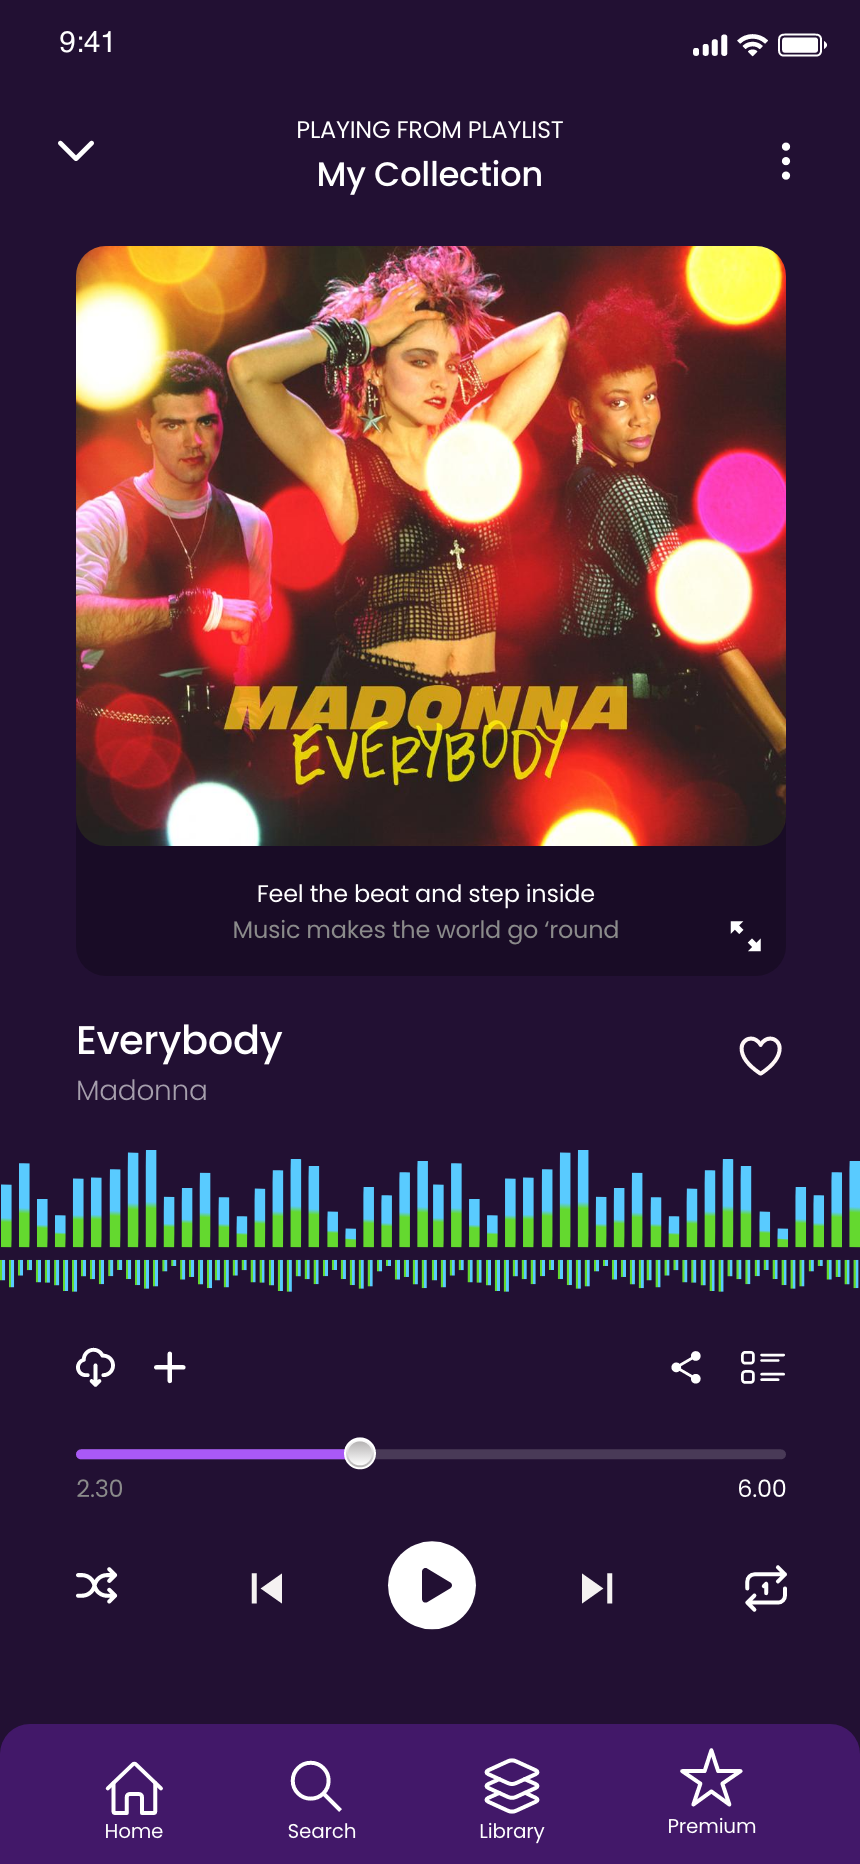 9:41
PLAYING FROM PLAYLIST
My Collection
MADONNA
EVERYBODY
Feel the beat and step inside
Music makes the world go ‘round
Everybody
Madonna
2.30
6.00
1
Home
Search
Library
Premium